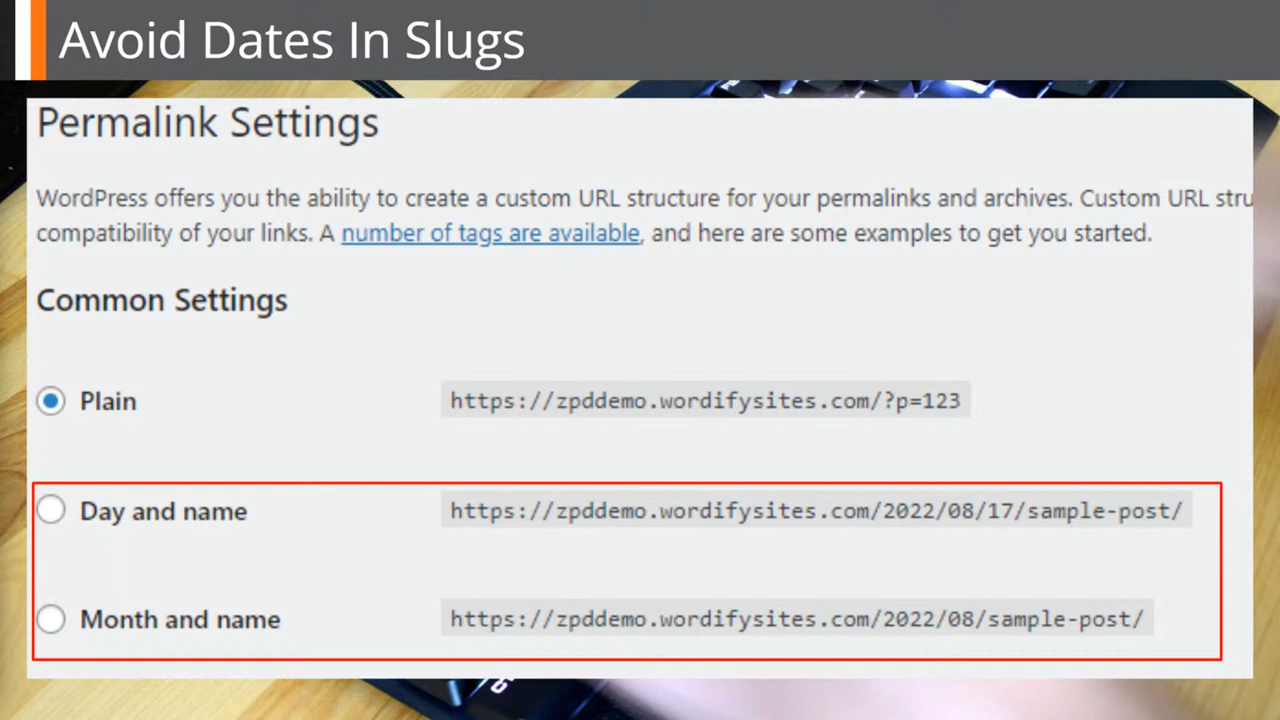 Avoid Dates In Slugs
Permalink Settings
WordPress offers you the ability to create a custom URL structure for your permalinks and archives. Custom URL stru
compatibility of your links. A number of tags are available, and here are some examples to get you started.
Common Settings
Plain https://zpddemo.wordifysites.com/?p=123
Day and name https://zpddemo.wordifysites.com/2022/08/17/sample-post/
Month and name https://zpddemo.wordifysites.com/2022/08/sample-post/